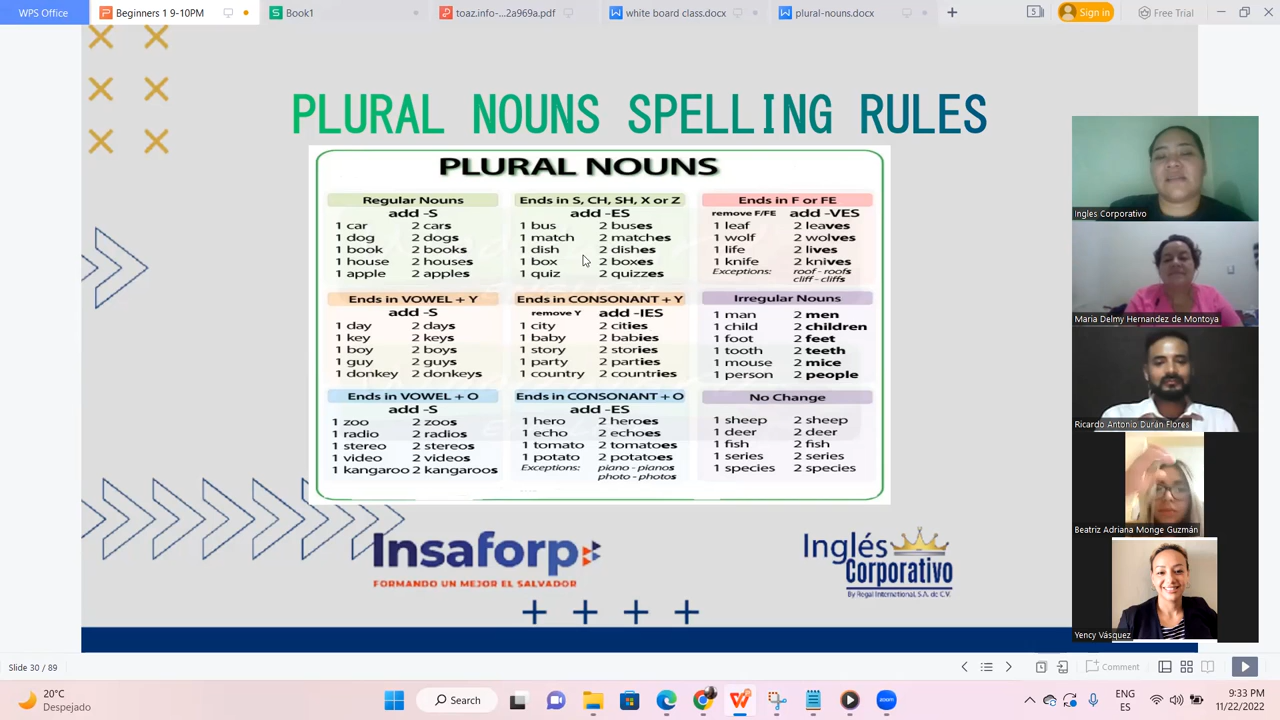 WPS Office
Beginners 1 9-10PM
Book1
toaz.info-...2a969a.pdf
white board class.docx
plural-nouns.docx
5
Sign in
Free Trial
PLURAL NOUNS SPELLING RULES
PLURAL NOUNS
Regular Nouns
add -S
1 car 2 cars
1 dog 2 dogs
1 book 2 books
1 house 2 houses
1 apple 2 apples
Ends in S, CH, SH, X or Z
add -ES
1 bus 2 buses
1 match 2 matches
1 dish 2 dishes
1 box 2 boxes
1 quiz 2 quizzes
Ends in F or FE
remove F/FE add -VES
1 leaf 2 leaves
1 wolf 2 wolves
1 life 2 lives
1 knife 2 knives
Exceptions: roof - roofs
cliff - cliffs
Ends in VOWEL + Y
add -S
1 day 2 days
1 key 2 keys
1 boy 2 boys
1 guy 2 guys
1 donkey 2 donkeys
Ends in CONSONANT + Y
remove Y add -IES
1 city 2 cities
1 baby 2 babies
1 story 2 stories
1 party 2 parties
1 country 2 countries
Irregular Nouns
1 man 2 men
1 child 2 children
1 foot 2 feet
1 tooth 2 teeth
1 mouse 2 mice
1 person 2 people
Ends in VOWEL + O
add -S
1 zoo 2 zoos
1 radio 2 radios
1 stereo 2 stereos
1 video 2 videos
1 kangaroo 2 kangaroos
Ends in CONSONANT + O
add -ES
1 hero 2 heroes
1 echo 2 echoes
1 tomato 2 tomatoes
1 potato 2 potatoes
Exceptions: piano - pianos
photo - photos
No Change
1 sheep 2 sheep
1 deer 2 deer
1 fish 2 fish
1 series 2 series
1 species 2 species
Insaforp
FORMANDO UN MEJOR EL SALVADOR
Inglés
Corporativo
By Regal International, S.A. de C.V.
Ingles Corporativo
Maria Delmy Hernandez de Montoya
Ricardo Antonio Durán Flores
Beatriz Adriana Monge Guzmán
Yency Vásquez
Slide 30 / 89
Comment
20°C
Despejado
Search
zoom
ENG
ES
9:33 PM
11/22/2022